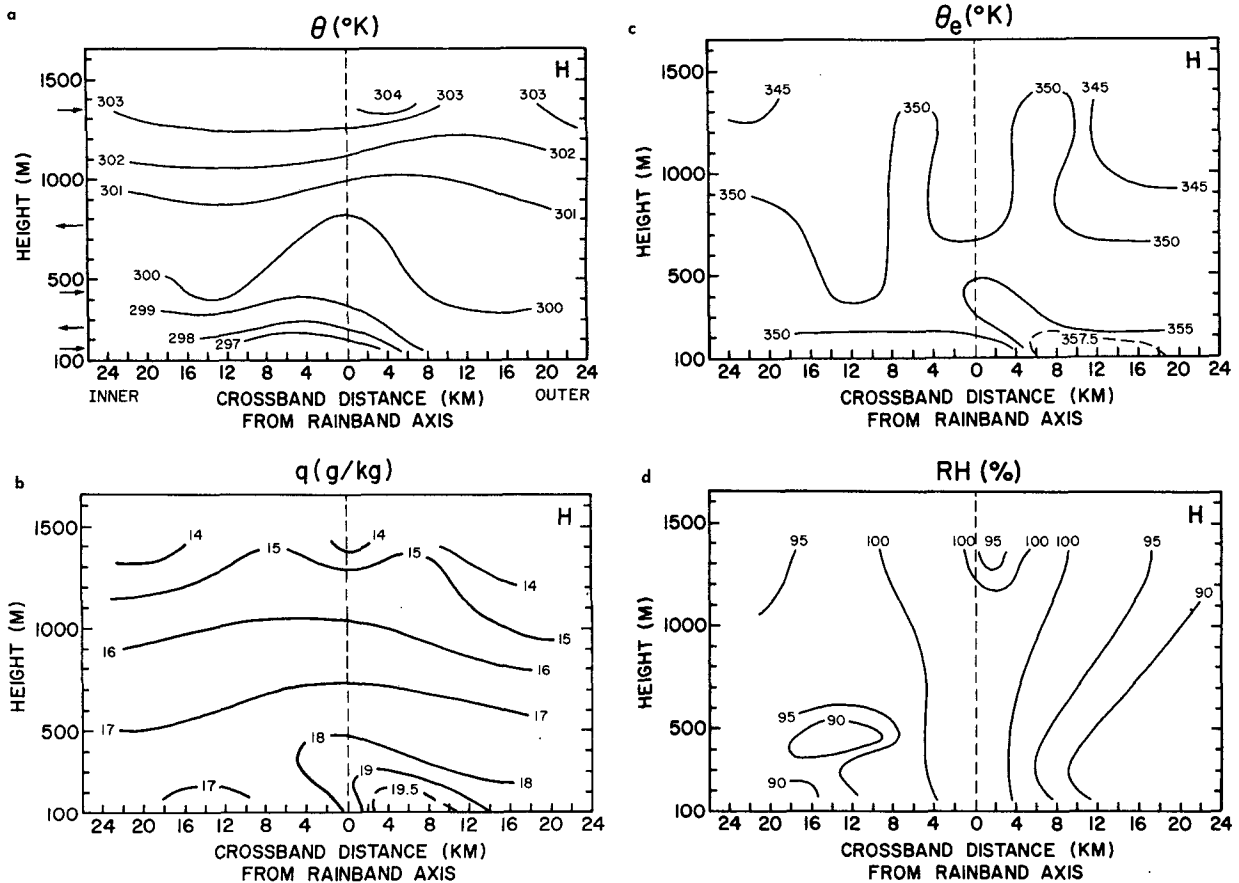 a
θ (°K)
H
1500
1000
500
100
HEIGHT (M)
303
304
303
303
302
302
301
301
300
300
299
298
297
24 20 16 12 8 4 0 4 8 12 16 20 24
INNER
OUTER
CROSSBAND DISTANCE (KM)
FROM RAINBAND AXIS
b
q (g/kg)
H
1500
1000
500
100
HEIGHT (M)
14
14
15
15
14
15
16
16
17
17
18
18
19
19.5
17
24 20 16 12 8 4 0 4 8 12 16 20 24
CROSSBAND DISTANCE (KM)
FROM RAINBAND AXIS
c
θe (°K)
H
1500
1000
500
100
HEIGHT (M)
345
350
350
345
345
350
350
350
355
357.5
24 20 16 12 8 4 0 4 8 12 16 20 24
CROSSBAND DISTANCE (KM)
FROM RAINBAND AXIS
d
RH (%)
H
1500
1000
500
100
HEIGHT (M)
95
100
100
95
100
100
95
90
95
90
90
24 20 16 12 8 4 0 4 8 12 16 20 24
CROSSBAND DISTANCE (KM)
FROM RAINBAND AXIS